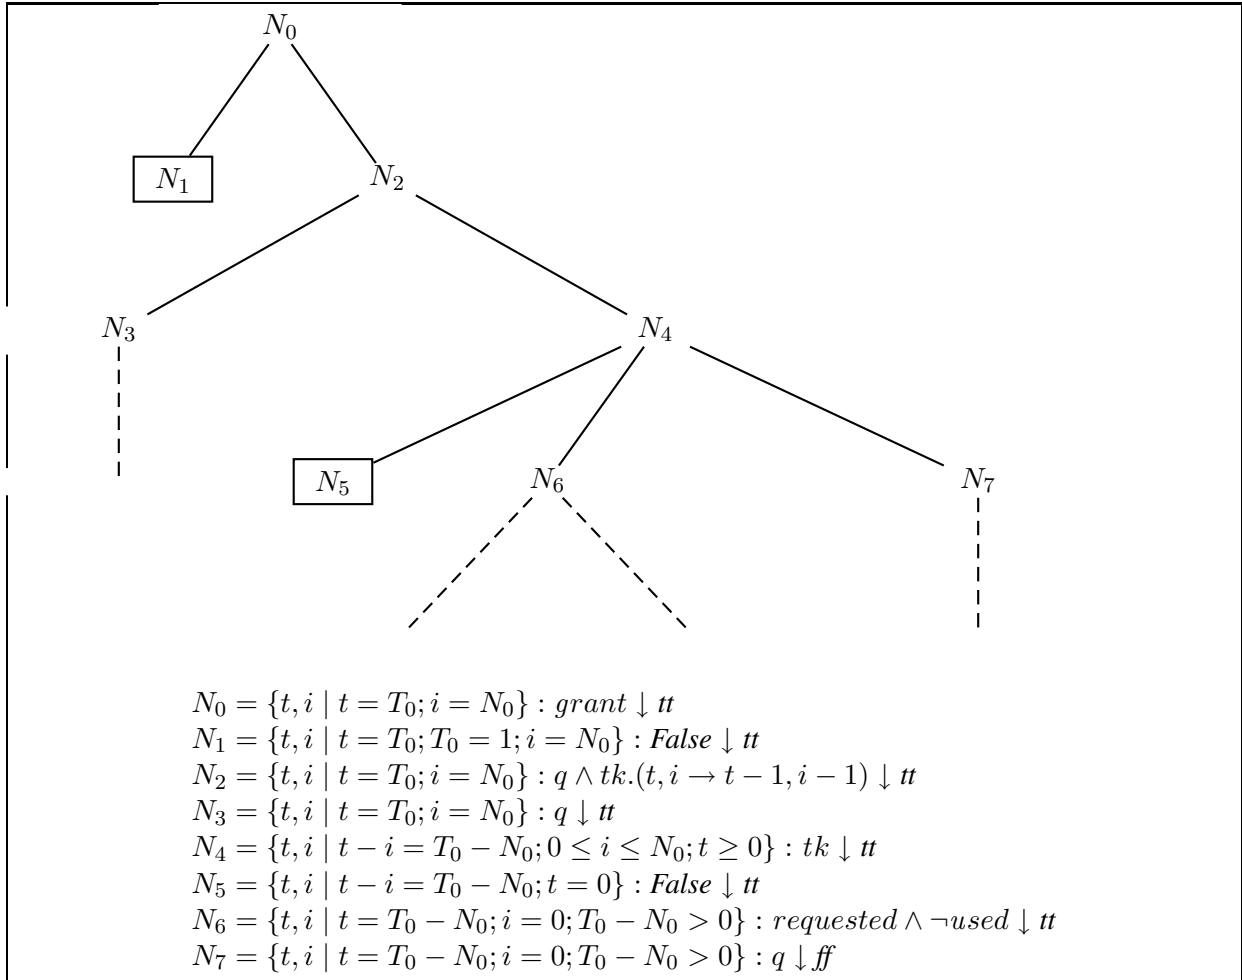 N₀
N₁
N₂
N₃
N₄
N₅
N₆
N₇
N₀ = {t, i | t = T₀; i = N₀} : grant ↓ tt
N₁ = {t, i | t = T₀; T₀ = 1; i = N₀} : False ↓ tt
N₂ = {t, i | t = T₀; i = N₀} : q ∧ tk.(t, i → t − 1, i − 1) ↓ tt
N₃ = {t, i | t = T₀; i = N₀} : q ↓ tt
N₄ = {t, i | t − i = T₀ − N₀; 0 ≤ i ≤ N₀; t ≥ 0} : tk ↓ tt
N₅ = {t, i | t − i = T₀ − N₀; t = 0} : False ↓ tt
N₆ = {t, i | t = T₀ − N₀; i = 0; T₀ − N₀ > 0} : requested ∧ ¬used ↓ tt
N₇ = {t, i | t = T₀ − N₀; i = 0; T₀ − N₀ > 0} : q ↓ ff